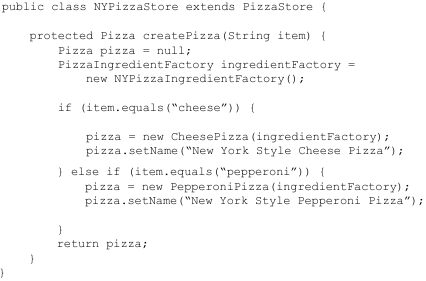 public class NYPizzaStore extends PizzaStore {
protected Pizza createPizza(String item) {
Pizza pizza = null;
PizzaIngredientFactory ingredientFactory =
new NYPizzaIngredientFactory();
if (item.equals(“cheese”)) {
pizza = new CheesePizza(ingredientFactory);
pizza.setName(“New York Style Cheese Pizza”);
} else if (item.equals(“pepperoni”)) {
pizza = new PepperoniPizza(ingredientFactory);
pizza.setName(“New York Style Pepperoni Pizza”);
}
return pizza;
}
}